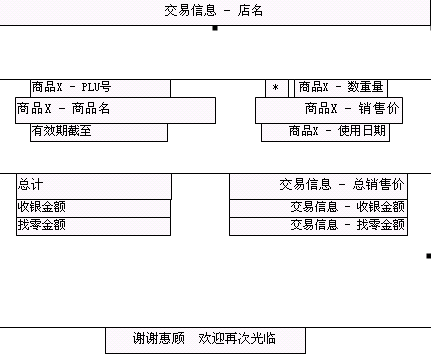 交易信息 - 店名
商品X - PLU号 * 商品X - 数重量
商品X - 商品名 商品X - 销售价
有效期截至 商品X - 使用日期
总计 交易信息 - 总销售价
收银金额 交易信息 - 收银金额
找零金额 交易信息 - 找零金额
谢谢惠顾 欢迎再次光临